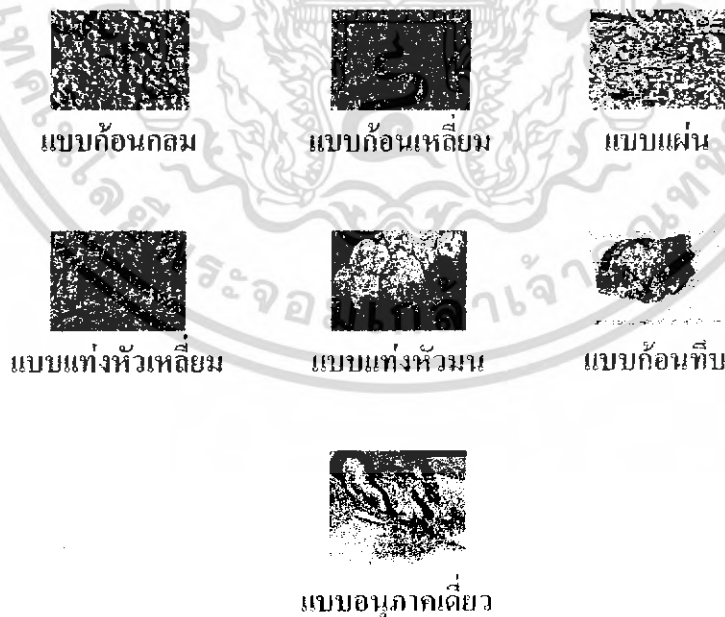 แบบก้อนกลม แบบก้อนเหลี่ยม แบบแผ่น
แบบแท่งหัวเหลี่ยม แบบแท่งหัวมน แบบก้อนทึบ
แบบอนุภาคเดี่ยว